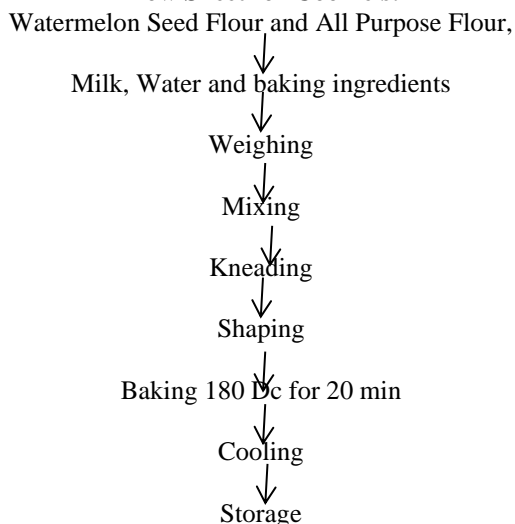 Watermelon Seed Flour and All Purpose Flour,
Milk, Water and baking ingredients
Weighing
Mixing
Kneading
Shaping
Baking 180 Dc for 20 min
Cooling
Storage